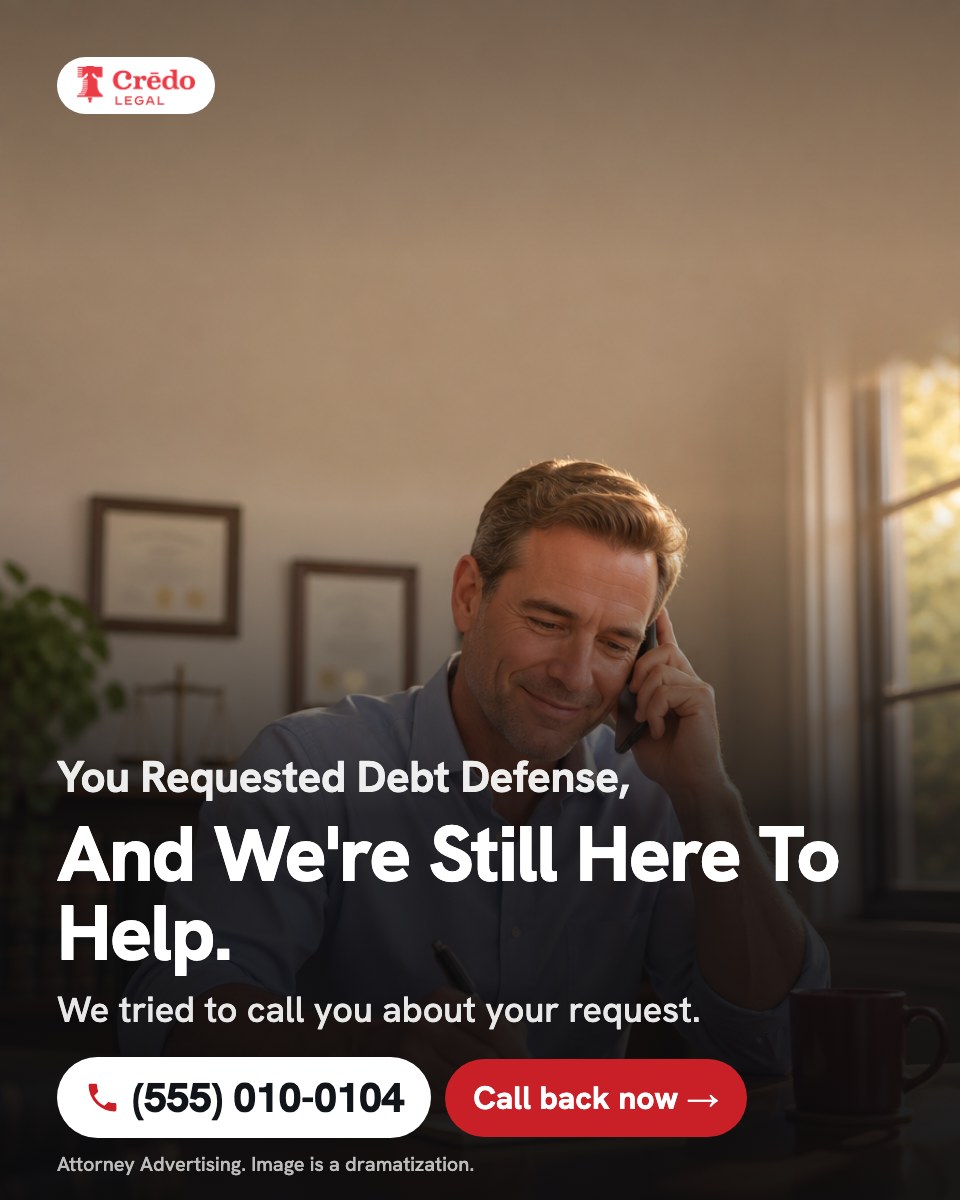 Crēdo
LEGAL
You Requested Debt Defense,
And We're Still Here To
Help.
We tried to call you about your request.
(555) 010-0104
Call back now →
Attorney Advertising. Image is a dramatization.